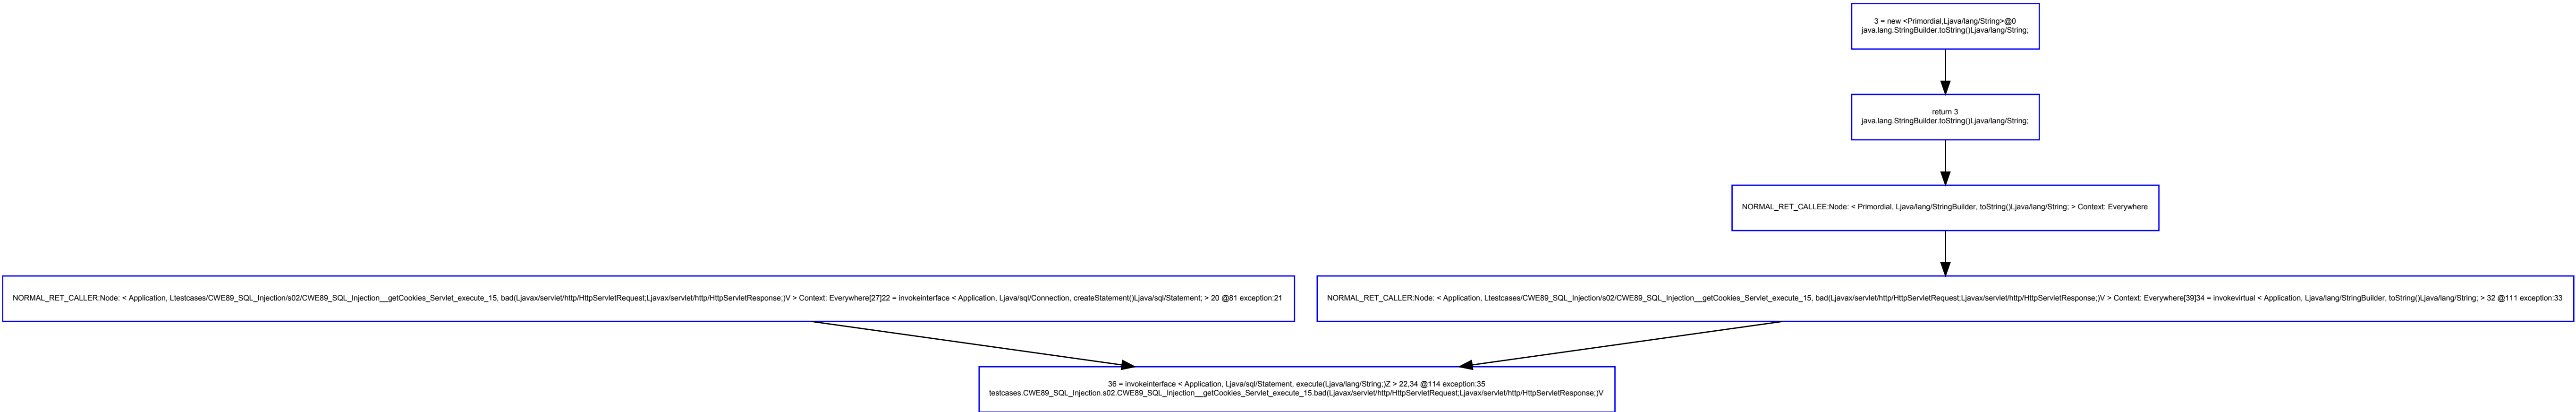 3 = new <Primordial,Ljava/lang/String>@0
java.lang.StringBuilder.toString()Ljava/lang/String;
return 3
java.lang.StringBuilder.toString()Ljava/lang/String;
NORMAL_RET_CALLEE:Node: < Primordial, Ljava/lang/StringBuilder, toString()Ljava/lang/String; > Context: Everywhere
NORMAL_RET_CALLER:Node: < Application, Ltestcases/CWE89_SQL_Injection/s02/CWE89_SQL_Injection__getCookies_Servlet_execute_15, bad(Ljavax/servlet/http/HttpServletRequest;Ljavax/servlet/http/HttpServletResponse;)V > Context: Everywhere[27]22 = invokeinterface < Application, Ljava/sql/Connection, createStatement()Ljava/sql/Statement; > 20 @81 exception:21
NORMAL_RET_CALLER:Node: < Application, Ltestcases/CWE89_SQL_Injection/s02/CWE89_SQL_Injection__getCookies_Servlet_execute_15, bad(Ljavax/servlet/http/HttpServletRequest;Ljavax/servlet/http/HttpServletResponse;)V > Context: Everywhere[39]34 = invokevirtual < Application, Ljava/lang/StringBuilder, toString()Ljava/lang/String; > 32 @111 exception:33
36 = invokeinterface < Application, Ljava/sql/Statement, execute(Ljava/lang/String;)Z > 22,34 @114 exception:35
testcases.CWE89_SQL_Injection.s02.CWE89_SQL_Injection__getCookies_Servlet_execute_15.bad(Ljavax/servlet/http/HttpServletRequest;Ljavax/servlet/http/HttpServletResponse;)V